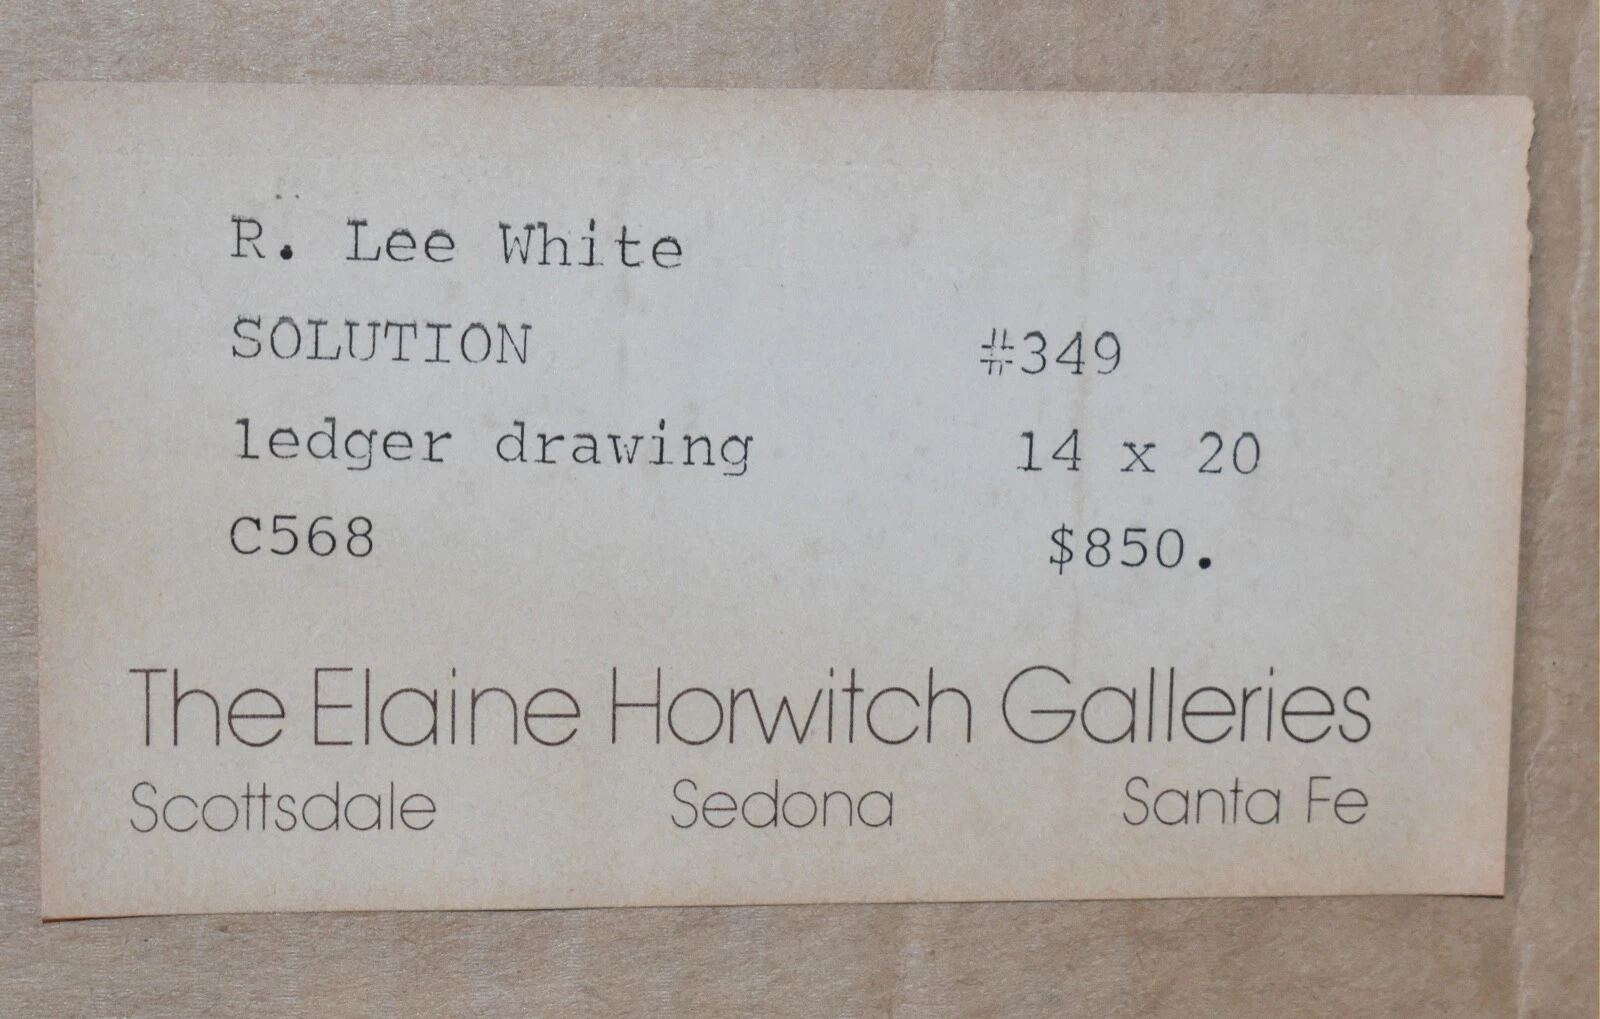 R. Lee White
SOLUTION #349
ledger drawing 14 x 20
C568 $850.
The Elaine Horwitch Galleries
Scottsdale Sedona Santa Fe